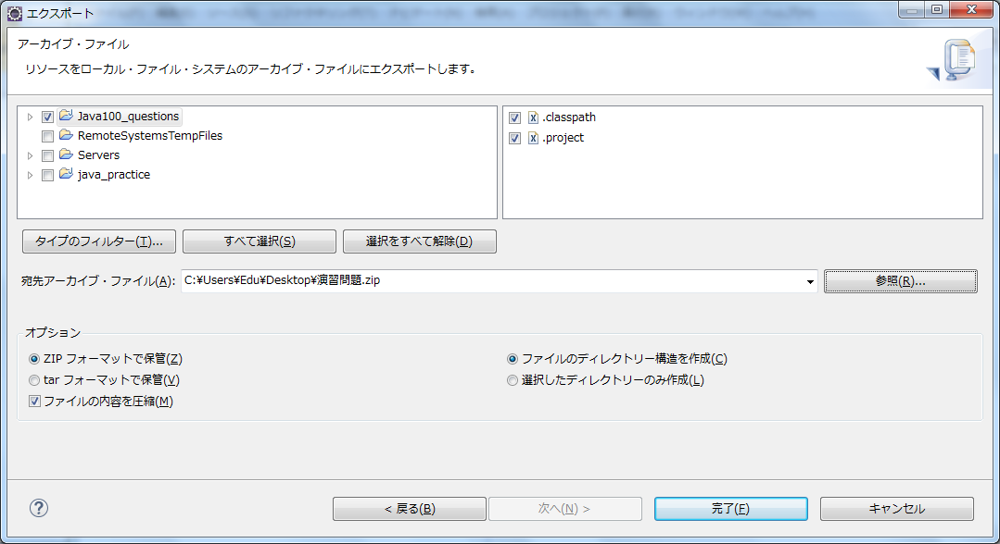 エクスポート
アーカイブ・ファイル
リソースをローカル・ファイル・システムのアーカイブ・ファイルにエクスポートします。
Java100_questions
RemoteSystemsTempFiles
Servers
java_practice
.classpath
.project
タイプのフィルター(T)... すべて選択(S) 選択をすべて解除(D)
宛先アーカイブ・ファイル(A): C:¥Users¥Edu¥Desktop¥演習問題.zip 参照(R)...
オプション
ZIP フォーマットで保管(Z)
tar フォーマットで保管(V)
ファイルの内容を圧縮(M)
ファイルのディレクトリー構造を作成(C)
選択したディレクトリーのみ作成(L)
< 戻る(B) 次へ(N) > 完了(F) キャンセル